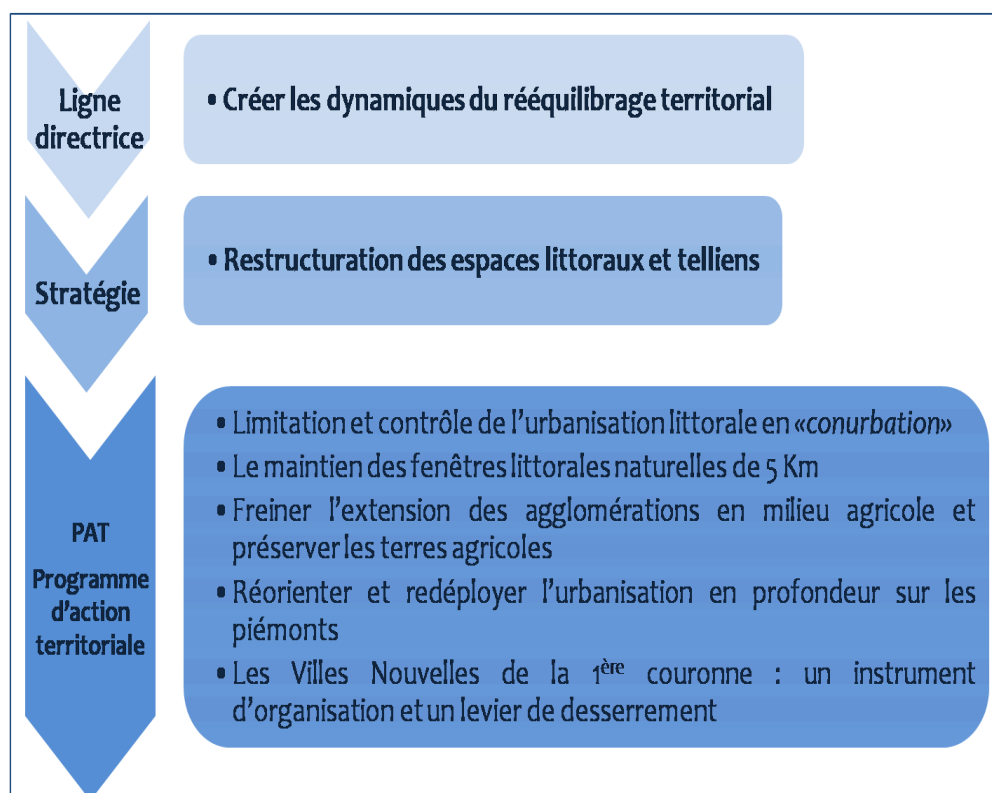 Ligne
directrice
• Créer les dynamiques du rééquilibrage territorial
Stratégie
• Restructuration des espaces littoraux et telliens
PAT
Programme
d'action
territoriale
• Limitation et contrôle de l'urbanisation littorale en «conurbation»
• Le maintien des fenêtres littorales naturelles de 5 Km
• Freiner l'extension des agglomérations en milieu agricole et
préserver les terres agricoles
• Réorienter et redéployer l'urbanisation en profondeur sur les
piémonts
• Les Villes Nouvelles de la 1ère couronne : un instrument
d'organisation et un levier de desserrement